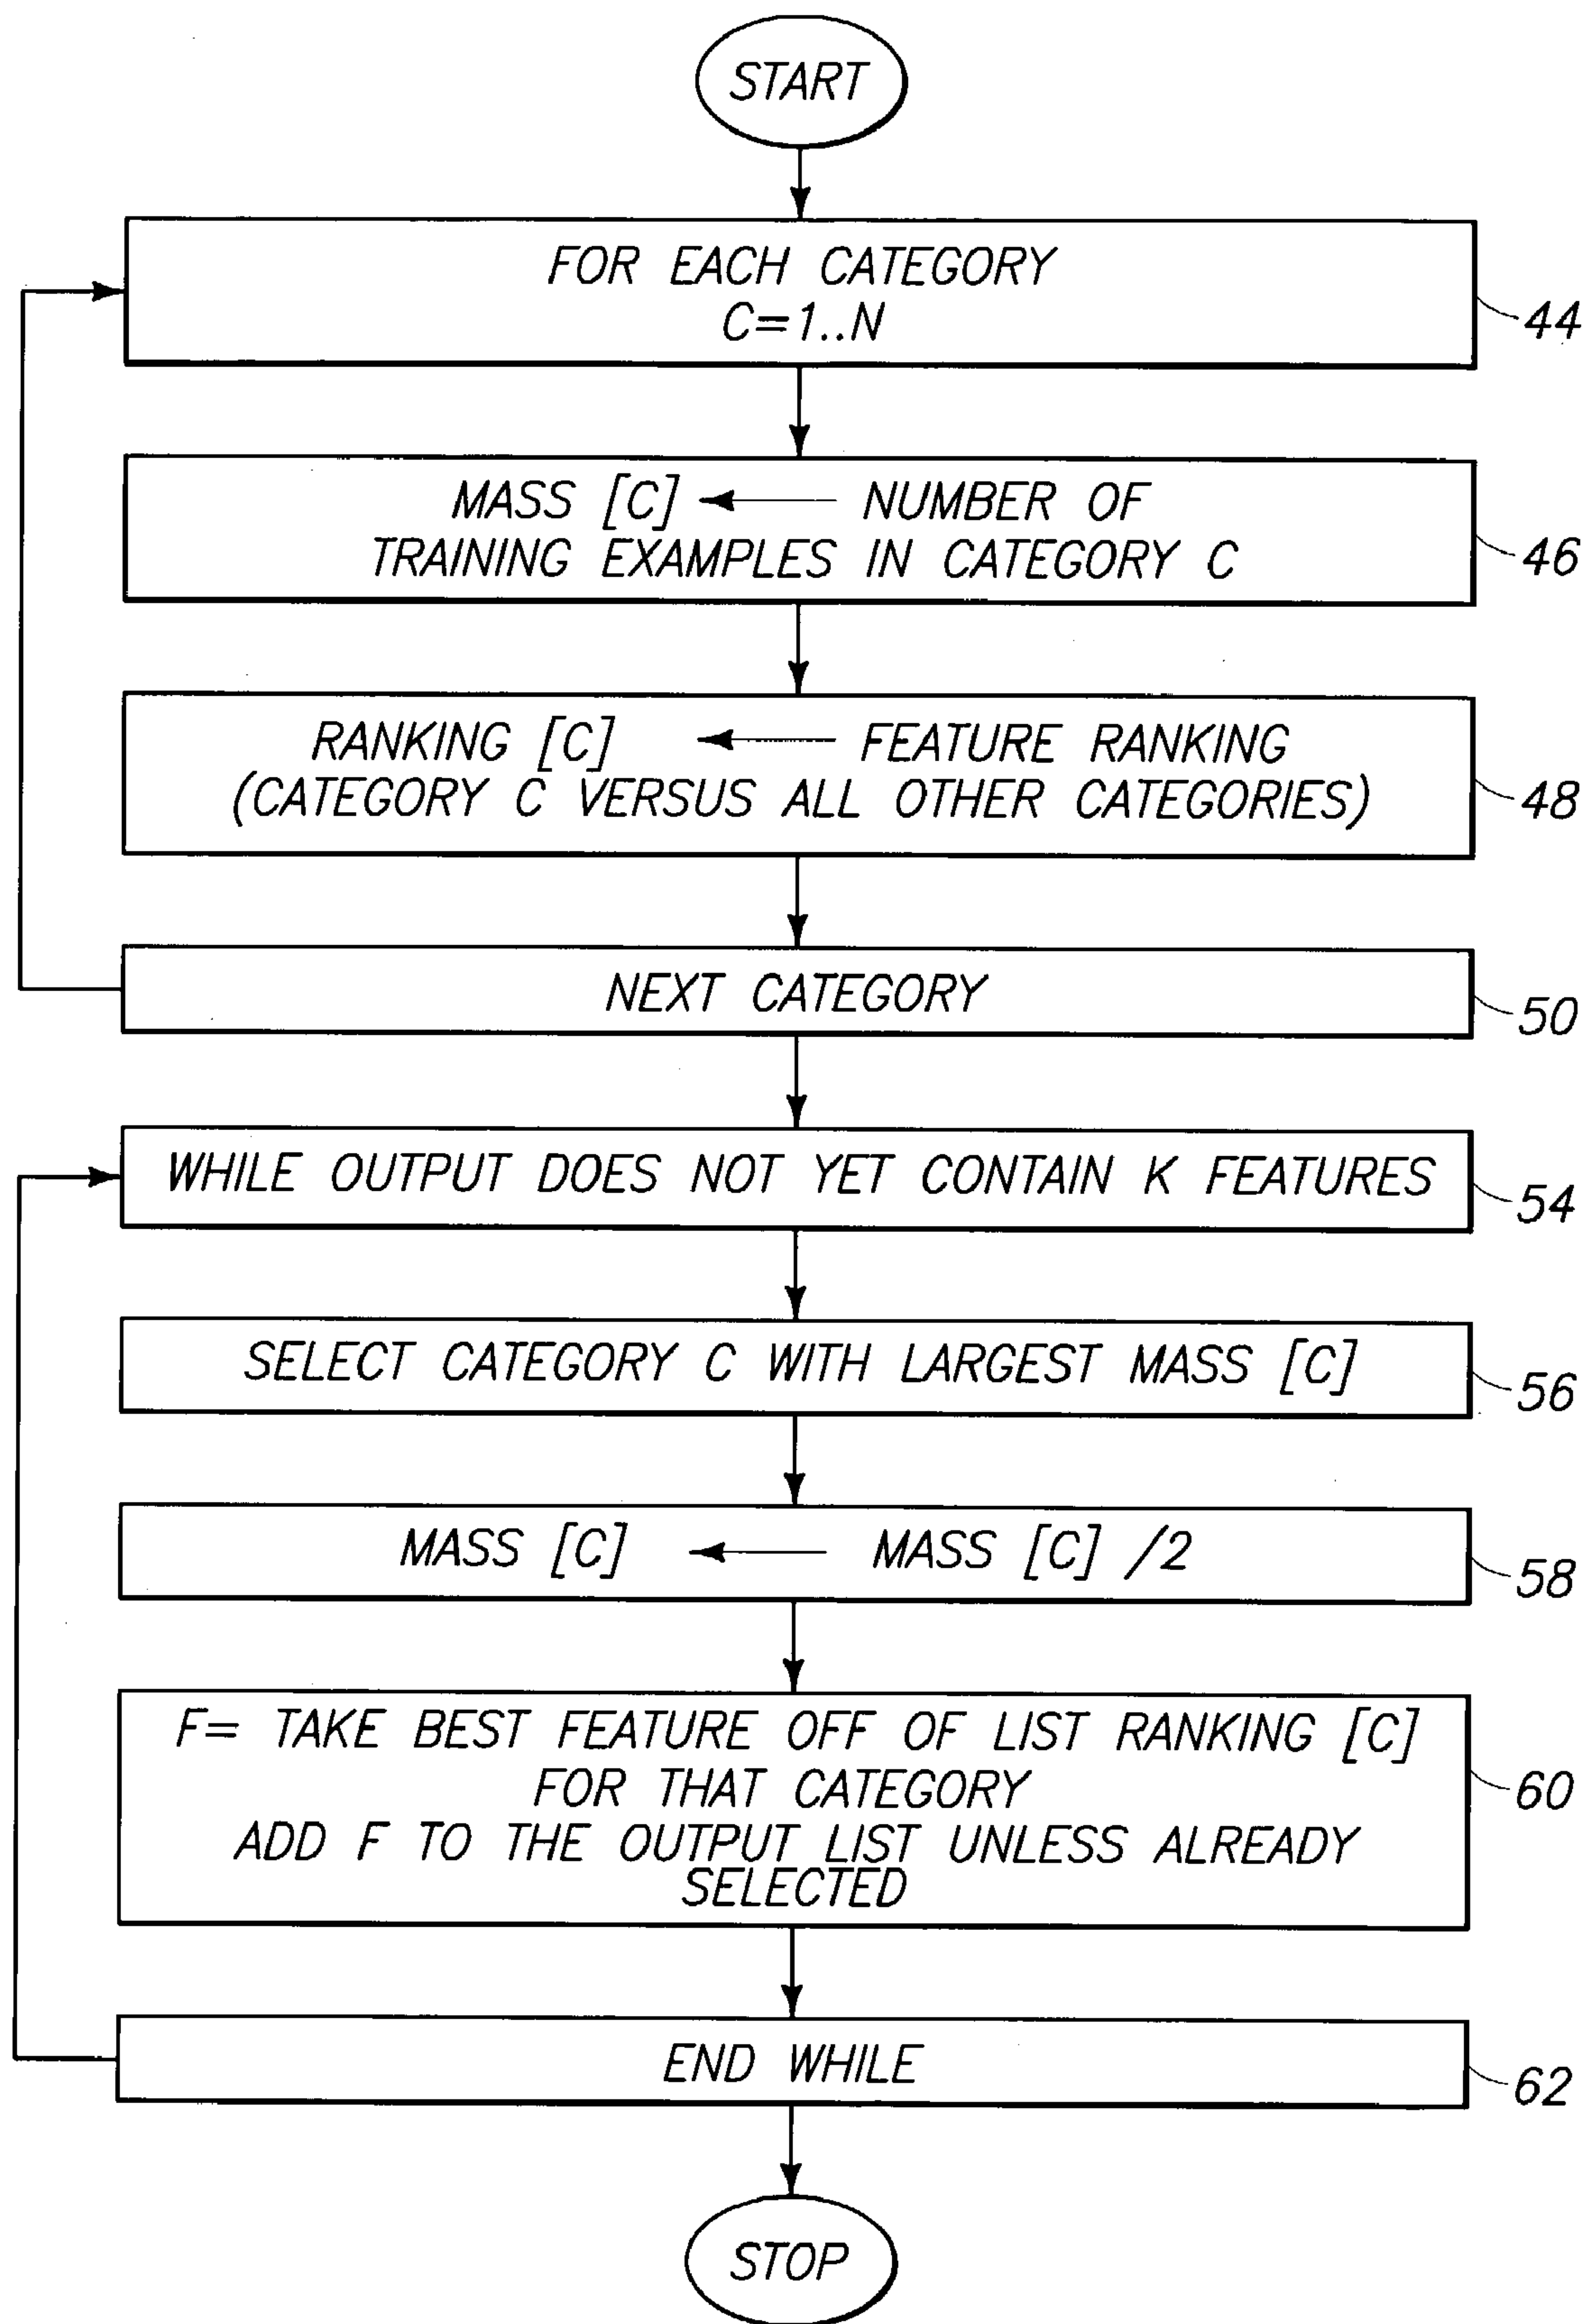 START
FOR EACH CATEGORY
C=1..N
44
MASS [C] ← NUMBER OF
TRAINING EXAMPLES IN CATEGORY C
46
RANKING [C] ← FEATURE RANKING
(CATEGORY C VERSUS ALL OTHER CATEGORIES)
48
NEXT CATEGORY
50
WHILE OUTPUT DOES NOT YET CONTAIN K FEATURES
54
SELECT CATEGORY C WITH LARGEST MASS [C]
56
MASS [C] ← MASS [C] /2
58
F= TAKE BEST FEATURE OFF OF LIST RANKING [C]
FOR THAT CATEGORY
ADD F TO THE OUTPUT LIST UNLESS ALREADY
SELECTED
60
END WHILE
62
STOP